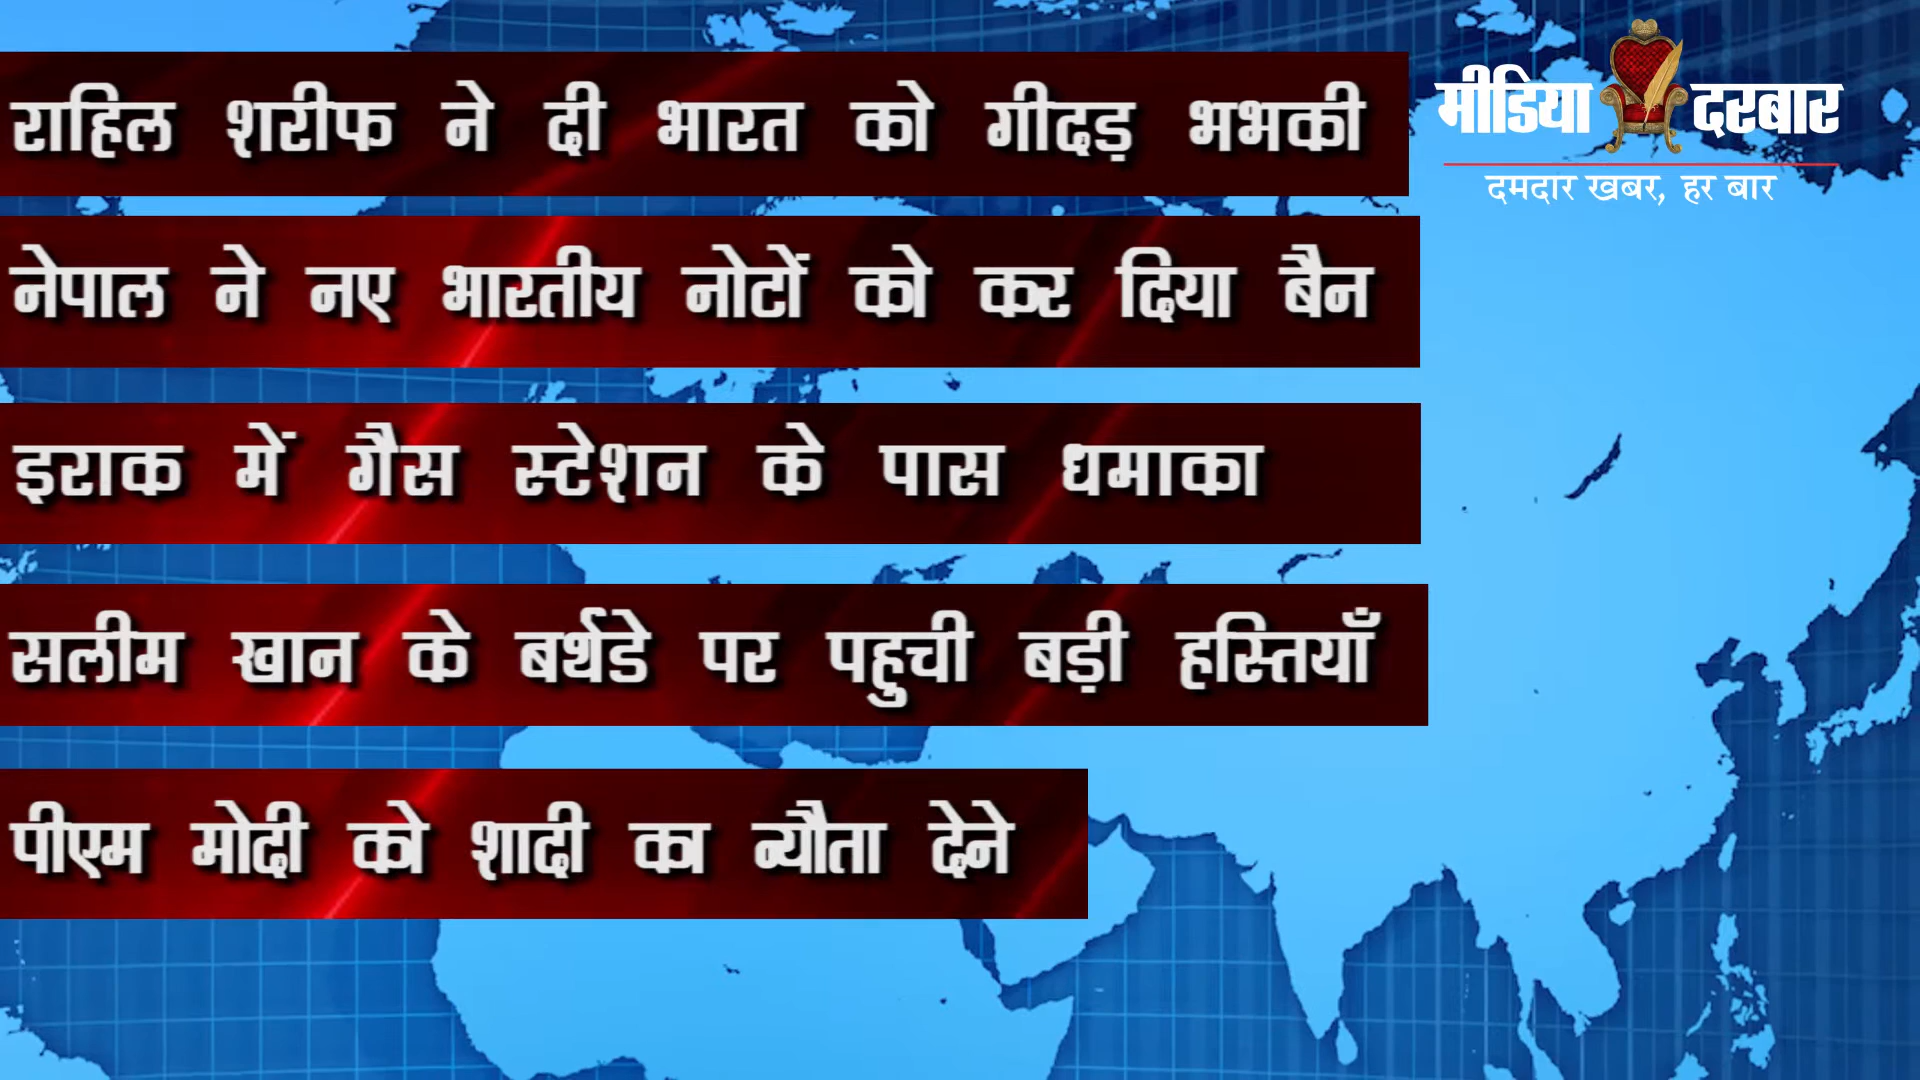 राहिल शरीफ ने दी भारत को गीदड़ भभकी
मीडिया दरबार
दमदार खबर, हर बार
नेपाल ने नए भारतीय नोटों को कर दिया बैन
इराक में गैस स्टेशन के पास धमाका
सलीम खान के बर्थडे पर पहुची बड़ी हस्तियाँ
पीएम मोदी को शादी का न्यौता देने